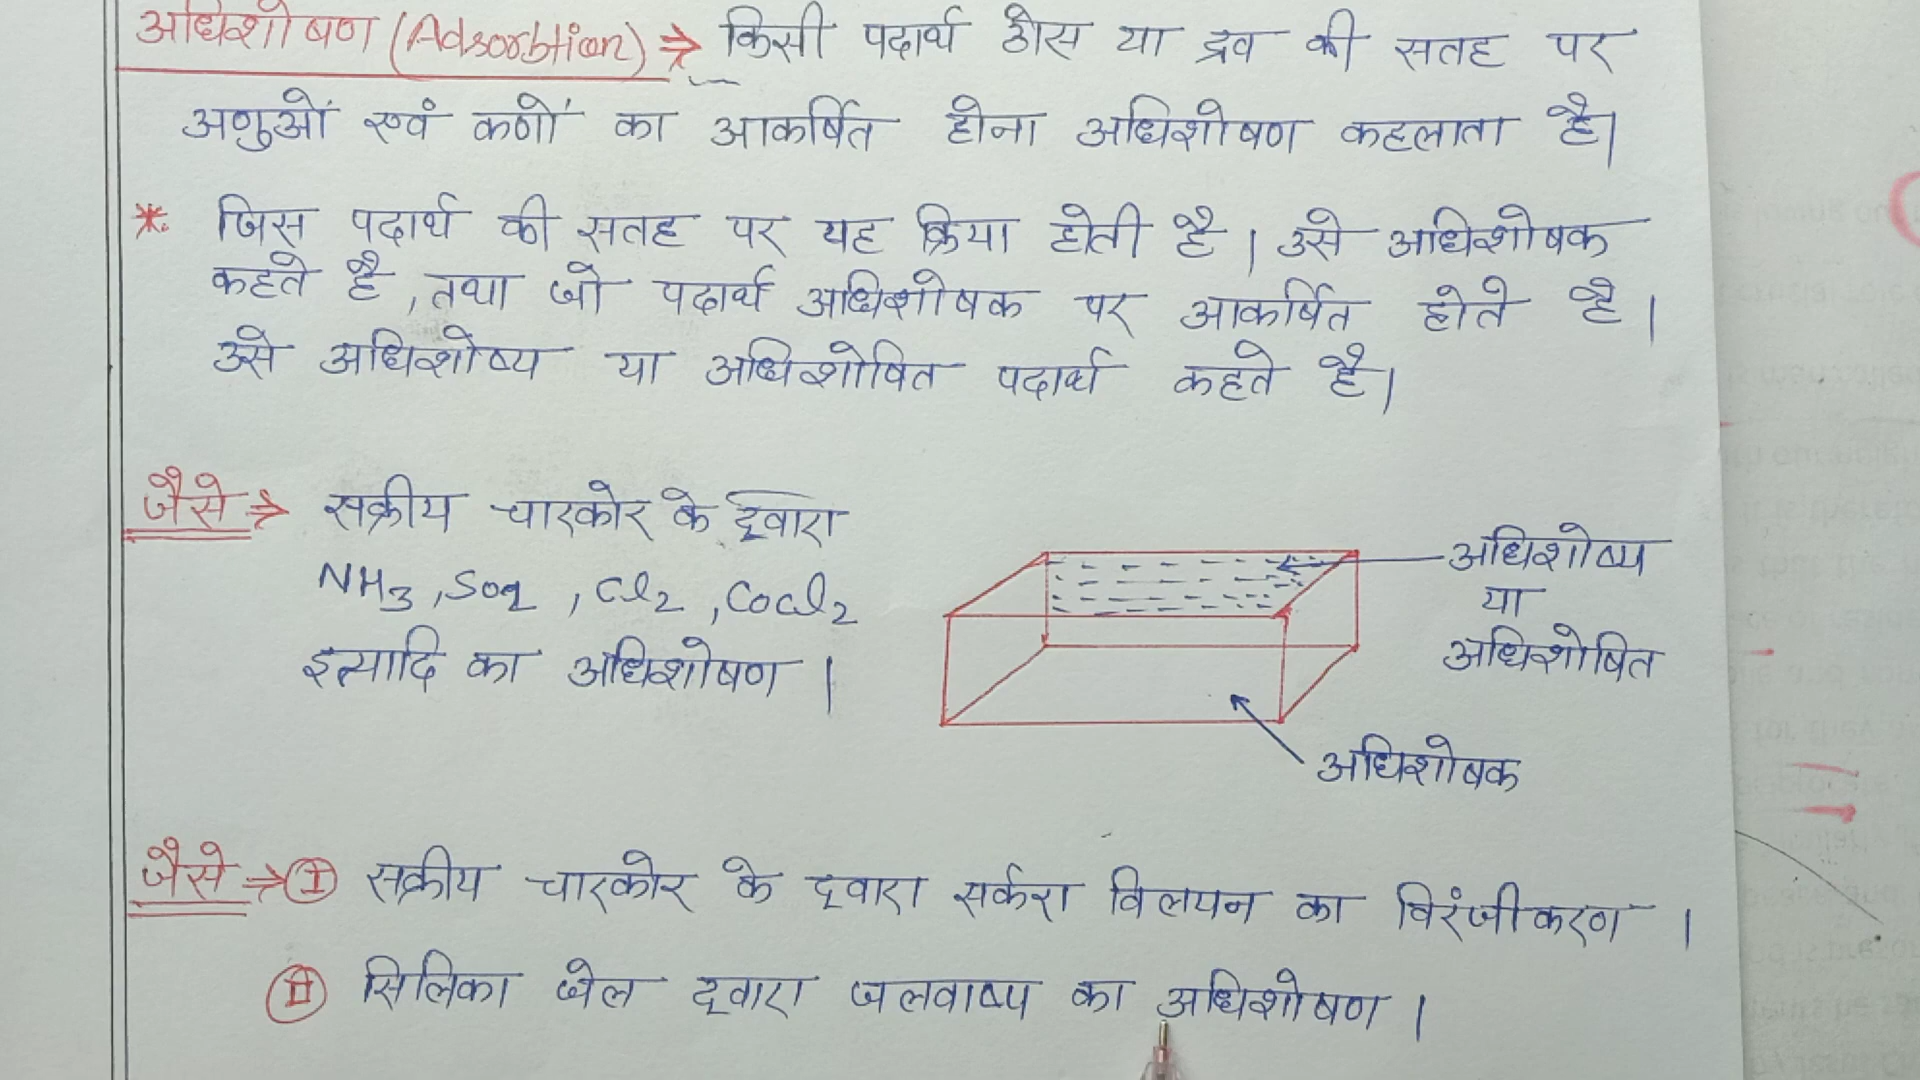 अधिशोषण (Adsorbtion) ⇒ किसी पदार्थ ठोस या द्रव की सतह पर
अणुओं एवं कणों का आकर्षित होना अधिशोषण कहलाता है।
* जिस पदार्थ की सतह पर यह क्रिया होती है। उसे अधिशोषक
कहते है, तथा जो पदार्थ अधिशोषक पर आकर्षित होते है।
उसे अधिशोष्य या अधिशोषित पदार्थ कहते है।
जैसे ⇒ सक्रीय चारकोर के द्वारा
NH3, So2, Cl2, CoCl2
इत्यादि का अधिशोषण।
अधिशोष्य
या
अधिशोषित
अधिशोषक
जैसे ⇒ I सक्रीय चारकोर के द्वारा सर्करा विलयन का विरंजीकरण।
II सिलिका जेल द्वारा जलवाष्प का अधिशोषण।